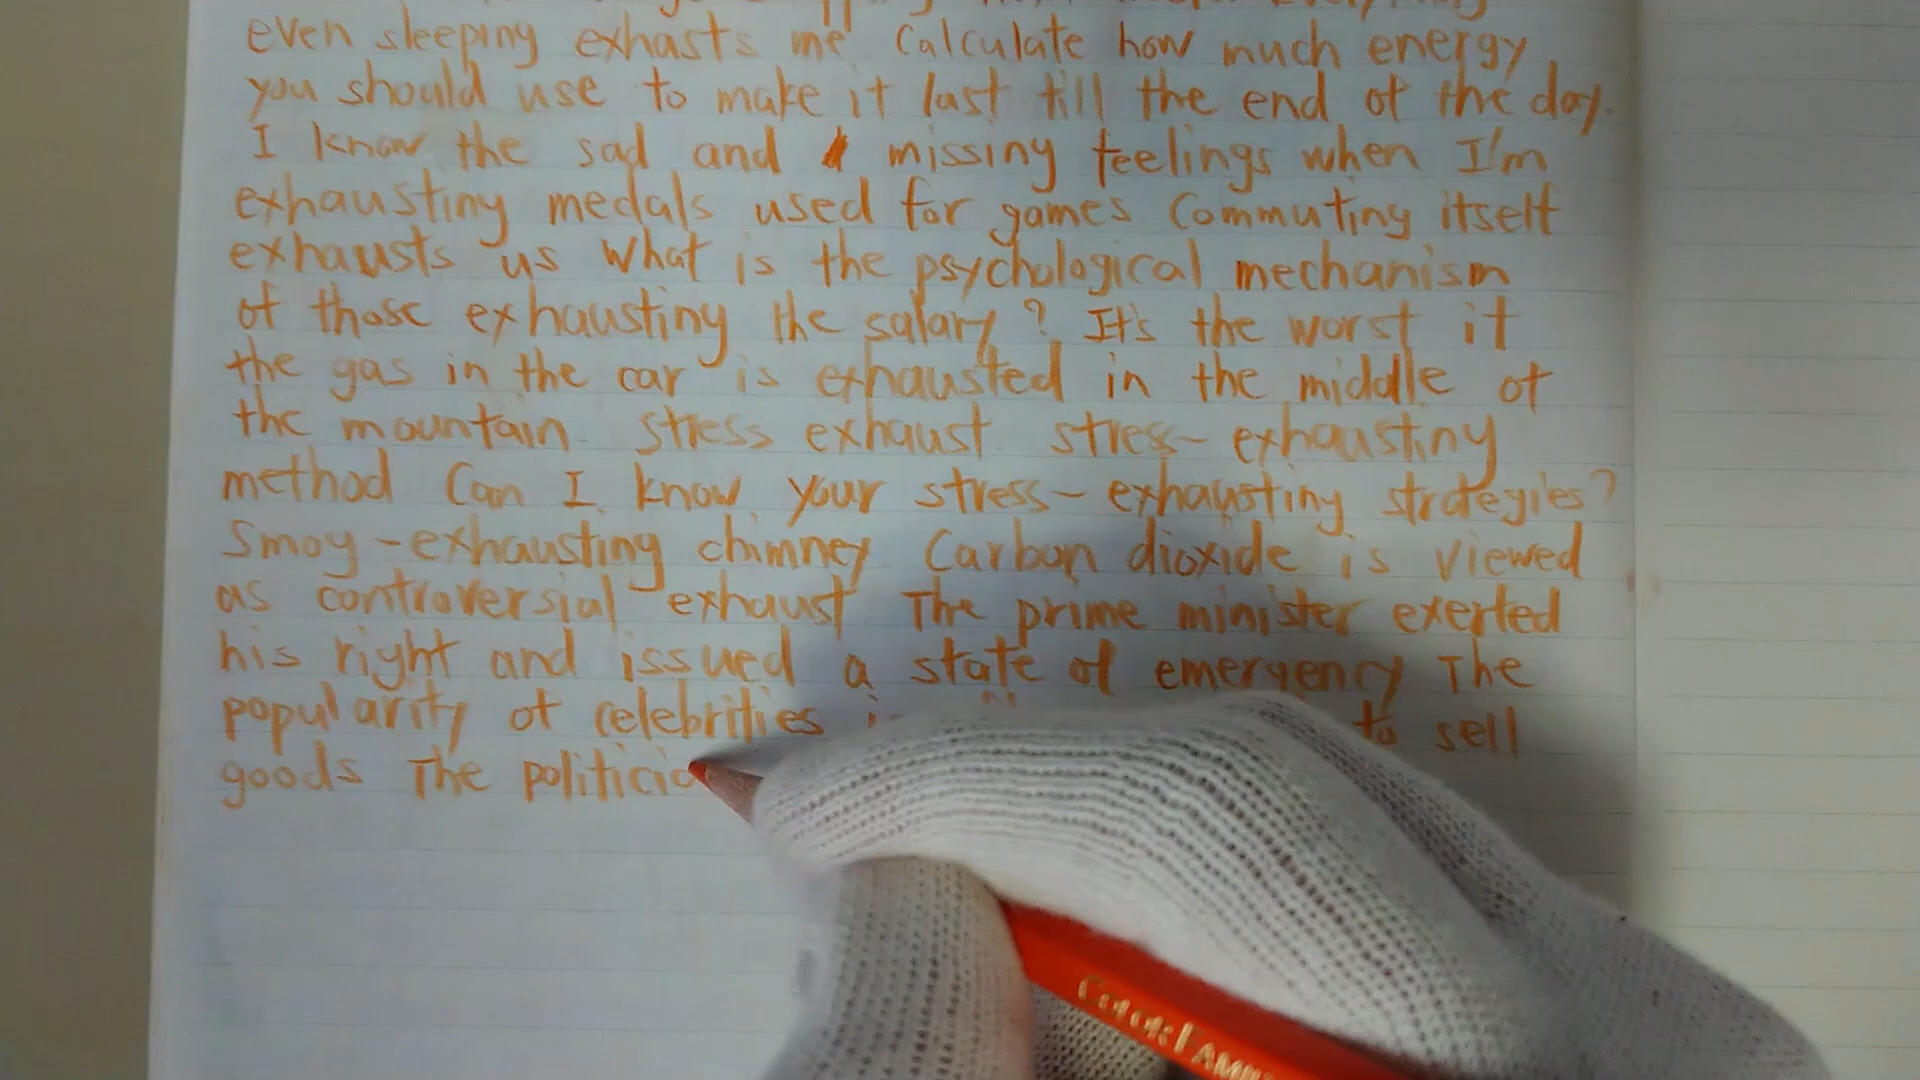 even sleeping exhasts me Calculate how much energy
you should use to make it last till the end of the day.
I know the sad and missing feelings when I'm
exhausting medals used for games Commuting itself
exhausts us What is the psychological mechanism
of those exhausting the salary? It's the worst if
the gas in the car is exhausted in the middle of
the mountain. Stress exhaust. stress-exhausting
method Can I know your stress-exhausting strategies?
Smog-exhausting chimney Carbon dioxide is viewed
as controversial exhaust The prime minister exerted
his right and issued a state of emergency The
popularity of celebrities to sell
goods The politicia